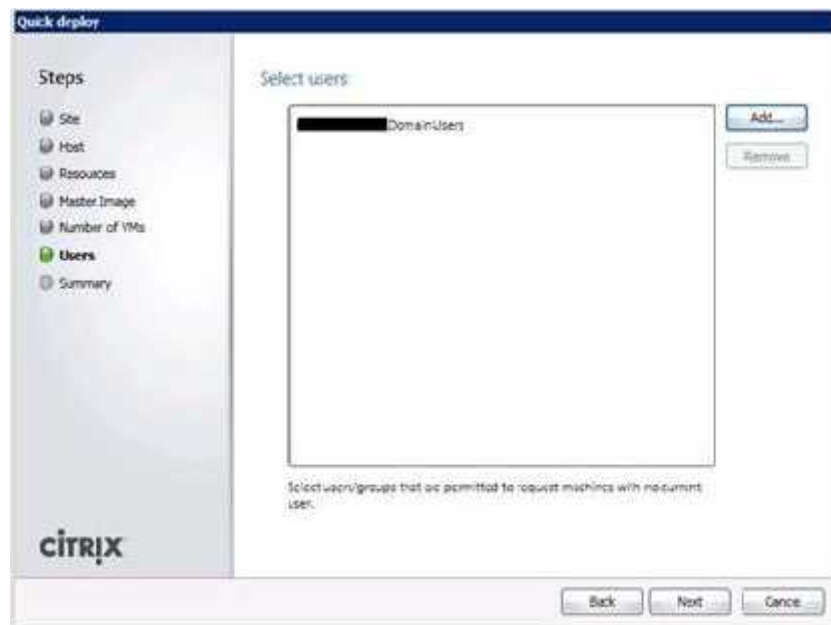 Quick deploy
Steps
Select users:
Site
Host
Resources
Master Image
Number of VMs
Users
Summary
DomainUsers
Add...
Remove
Select users/groups that are permitted to request machines with no current
user.
CITRIX
Back
Next
Cancel